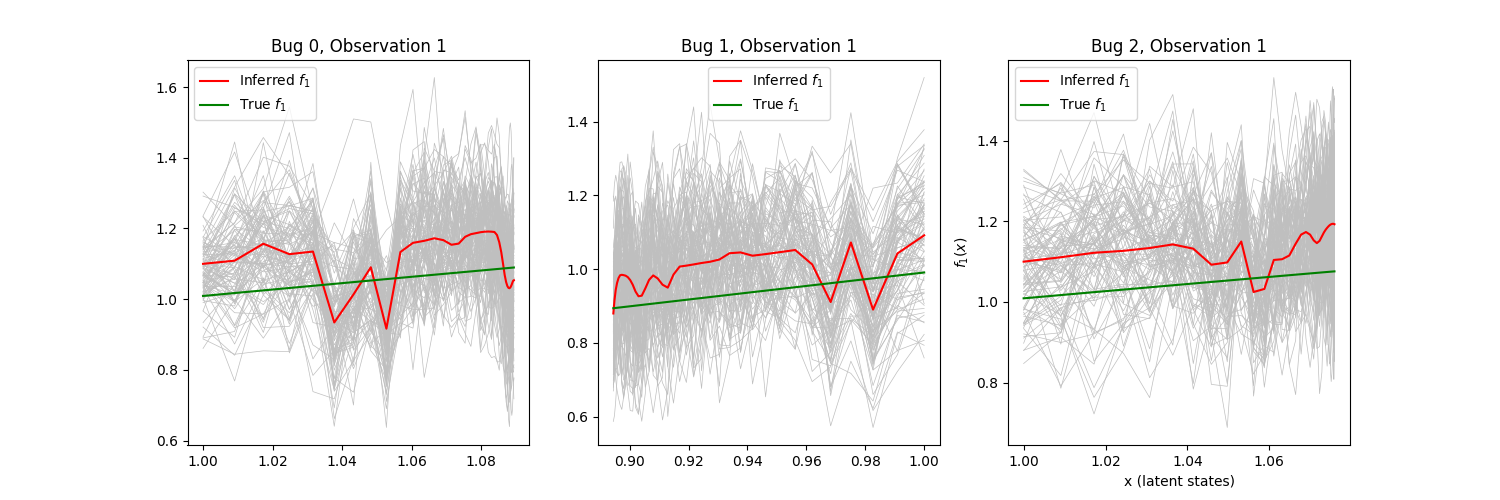 Bug 0, Observation 1
Inferred f₁
True f₁
1.6
1.4
1.2
1.0
0.8
0.6
1.00 1.02 1.04 1.06 1.08
Bug 1, Observation 1
Inferred f₁
True f₁
1.4
1.2
1.0
0.8
0.6
0.90 0.92 0.94 0.96 0.98 1.00
Bug 2, Observation 1
Inferred f₁
True f₁
f₁(x)
1.4
1.2
1.0
0.8
1.00 1.02 1.04 1.06
x (latent states)